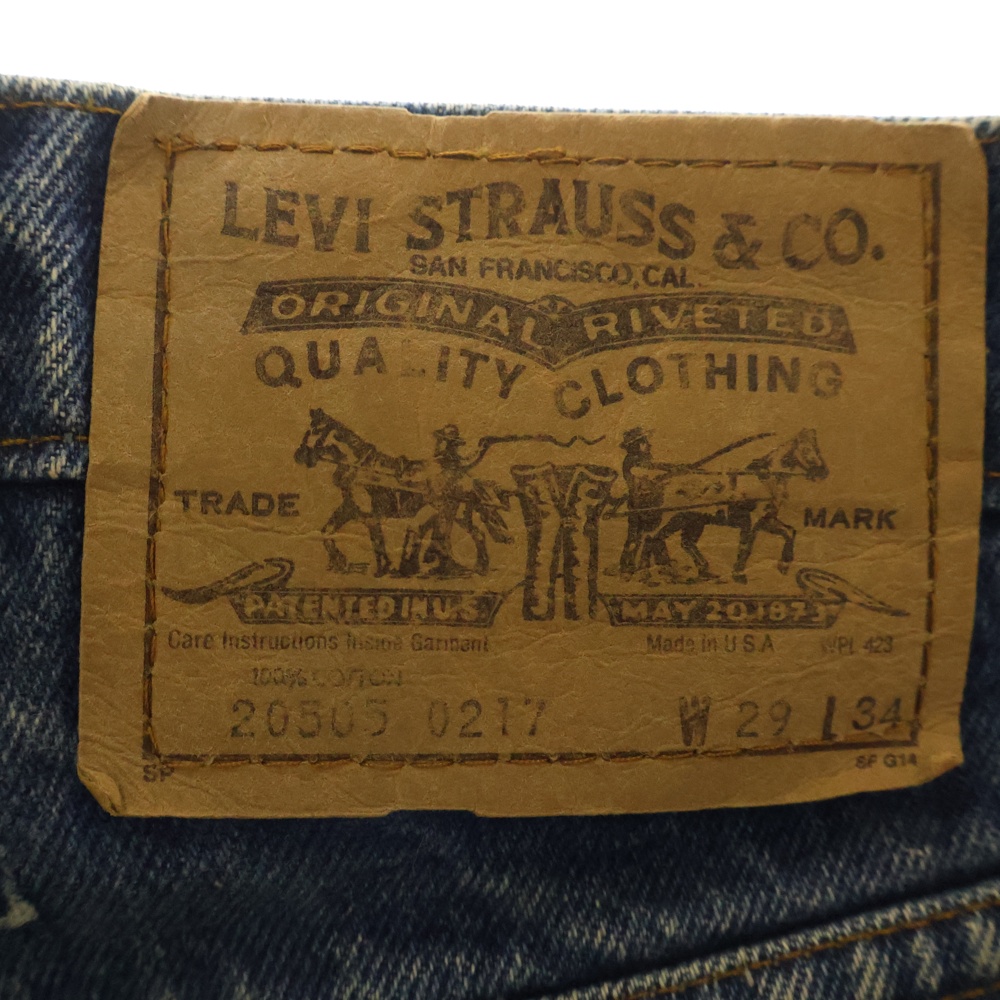 LEVI STRAUSS & CO.
SAN FRANCISCO, CAL.
ORIGINAL RIVETED
QUALITY CLOTHING
TRADE MARK
PATENTED IN U.S. MAY 20.1873
Care Instructions Inside Garment Made in U S A WPL 423
100% COTTON
20505 0217 W 29 L 34
SP SF G14